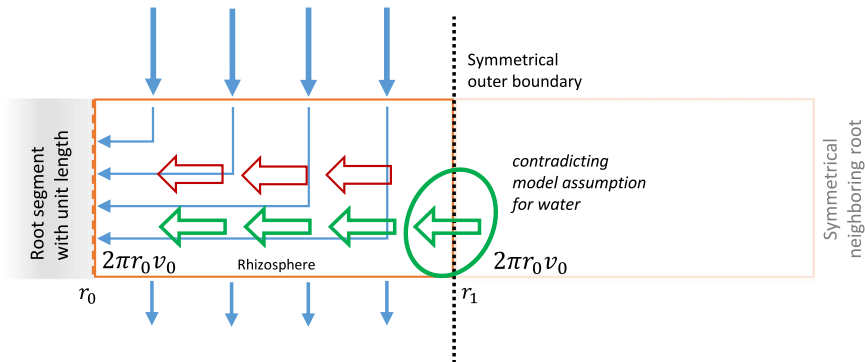 Symmetrical
outer boundary
Root segment
with unit length
contradicting
model assumption
for water
Symmetrical
neighboring root
2πr₀v₀
Rhizosphere
2πr₀v₀
r₀
r₁